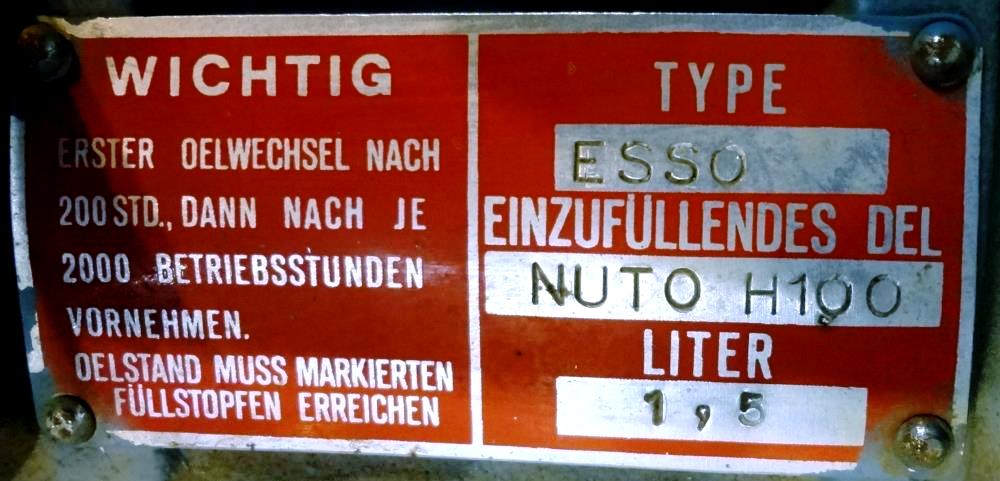 WICHTIG
ERSTER OELWECHSEL NACH
200 STD., DANN NACH JE
2000 BETRIEBSSTUNDEN
VORNEHMEN.
OELSTAND MUSS MARKIERTEN
FÜLLSTOPFEN ERREICHEN
TYPE
ESSO
EINZUFÜLLENDES OEL
NUTO H100
LITER
1,5